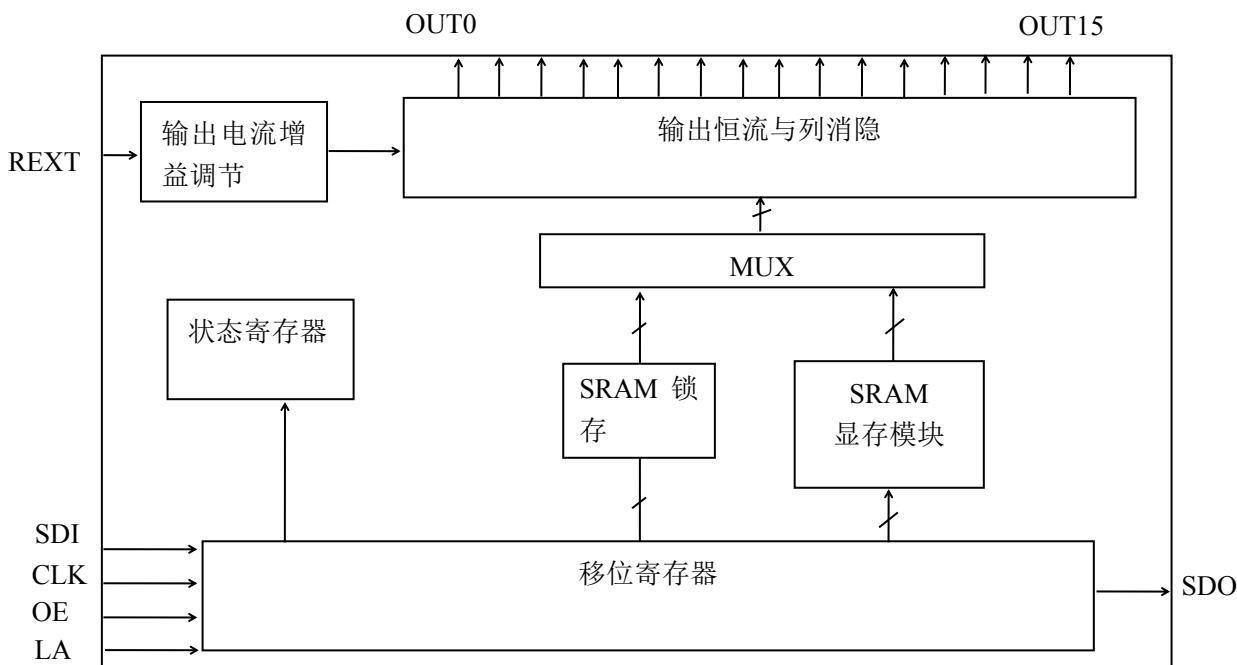 OUT0
OUT15
输出电流增
益调节
输出恒流与列消隐
REXT
MUX
状态寄存器
SRAM 锁
存
SRAM
显存模块
SDI
CLK
OE
LA
移位寄存器
SDO